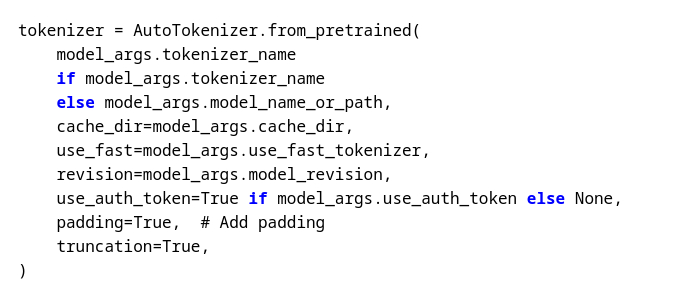 tokenizer = AutoTokenizer.from_pretrained(
    model_args.tokenizer_name
    if model_args.tokenizer_name
    else model_args.model_name_or_path,
    cache_dir=model_args.cache_dir,
    use_fast=model_args.use_fast_tokenizer,
    revision=model_args.model_revision,
    use_auth_token=True if model_args.use_auth_token else None,
    padding=True,  # Add padding
    truncation=True,
)